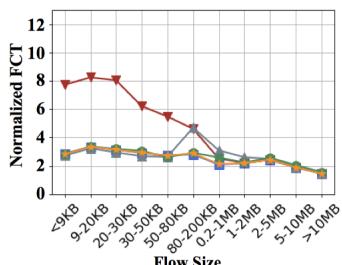 12
10
8
6
4
2
0
Normalized FCT
<9KB
9-20KB
20-30KB
30-50KB
50-80KB
80-200KB
0.2-1MB
1-2MB
2-5MB
5-10MB
>10MB
Flow Size